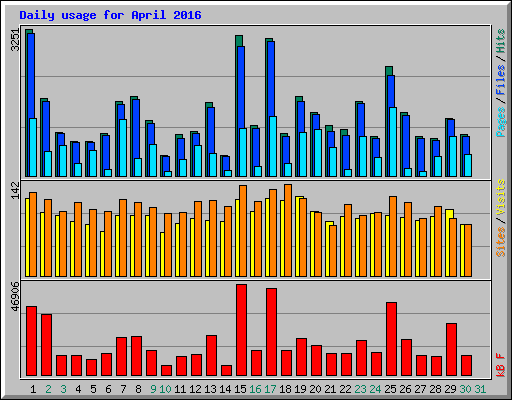 Daily usage for April 2016
3251
Pages / Files / Hits
142
Sites / Visits
46906
kB F
1 2 3 4 5 6 7 8 9 10 11 12 13 14 15 16 17 18 19 20 21 22 23 24 25 26 27 28 29 30 31